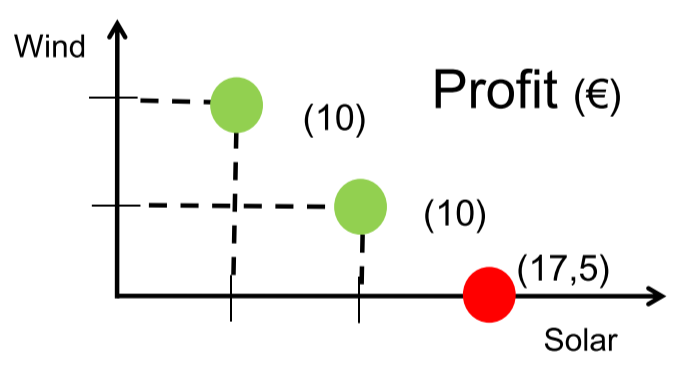 Wind
Profit (€)
(10)
(10)
(17,5)
Solar